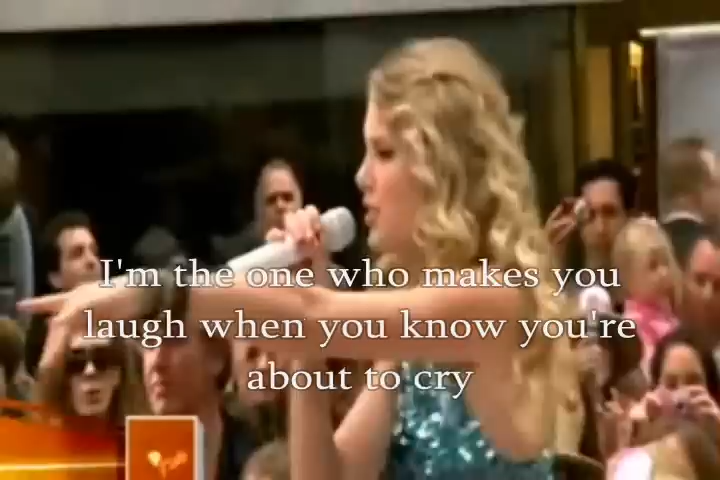 I'm the one who makes you
laugh when you know you're
about to cry